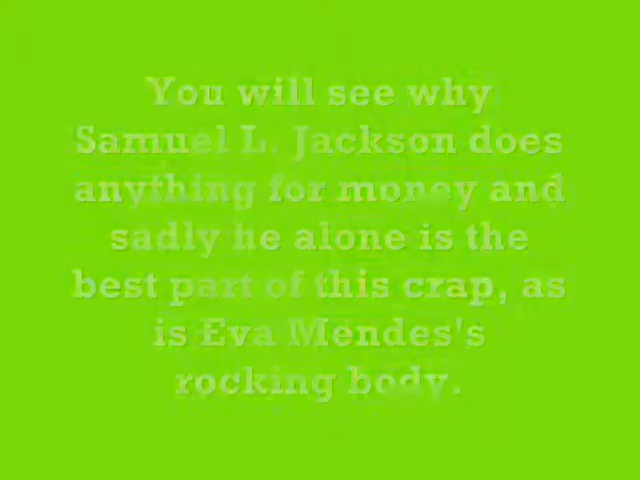 You will see why
Samuel L. Jackson does
anything for money and
sadly he alone is the
best part of this crap, as
is Eva Mendes's
rocking body.